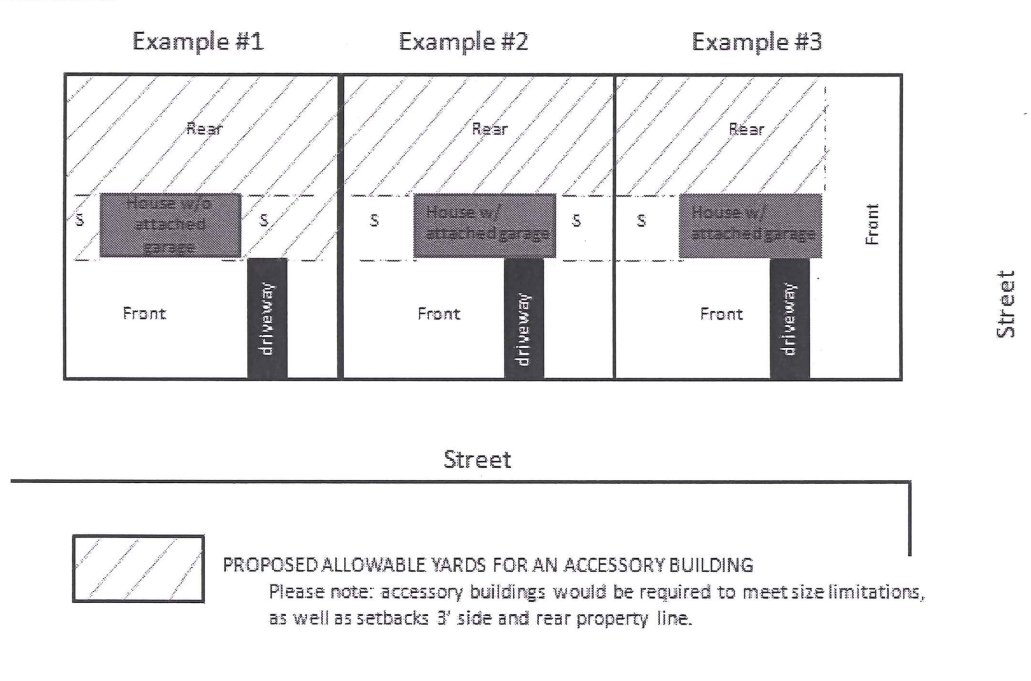 Example #1
Example #2
Example #3
Rear
Rear
Rear
S
House w/o
attached
garage
S
S
House w/
attached garage
S
S
House w/
attached garage
Front
Front
driveway
Front
driveway
Front
driveway
Street
Street
PROPOSED ALLOWABLE YARDS FOR AN ACCESSORY BUILDING
Please note: accessory buildings would be required to meet size limitations,
as well as setbacks 3' side and rear property line.